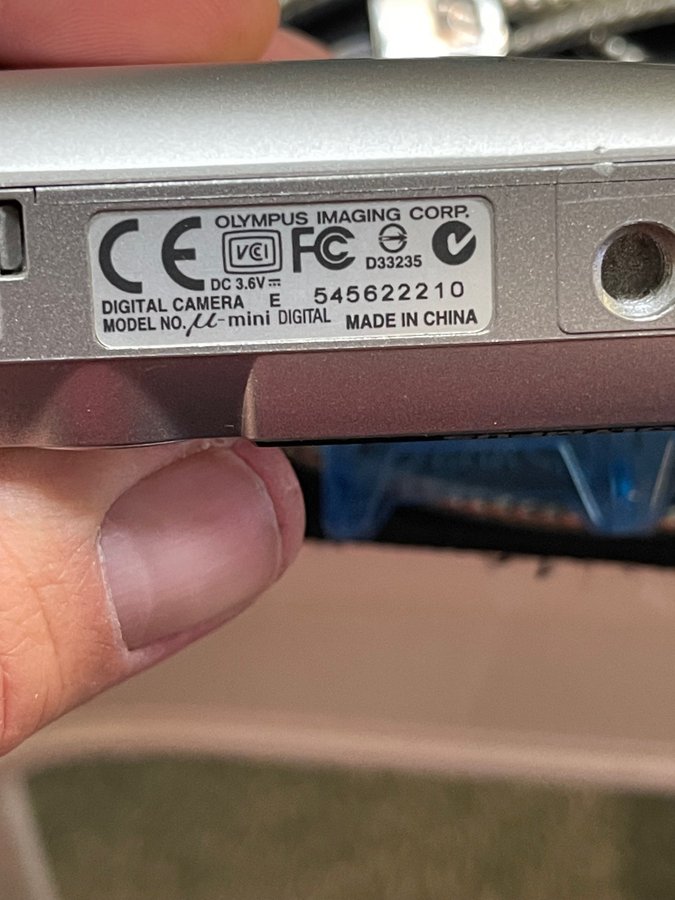 OLYMPUS IMAGING CORP.
CE VCCI FC D33235
DC 3.6V⎓
DIGITAL CAMERA E 545622210
MODEL NO. μ-mini DIGITAL MADE IN CHINA